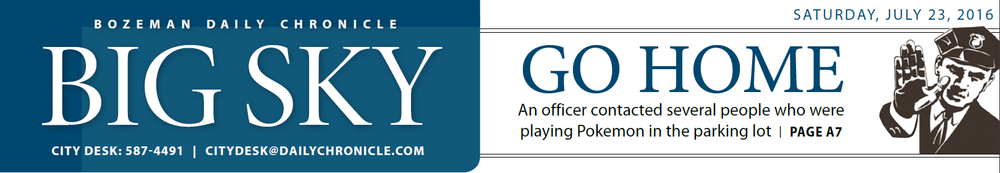 BOZEMAN DAILY CHRONICLE
BIG SKY
CITY DESK: 587-4491 | CITYDESK@DAILYCHRONICLE.COM
SATURDAY, JULY 23, 2016
GO HOME
An officer contacted several people who were
playing Pokemon in the parking lot | PAGE A7